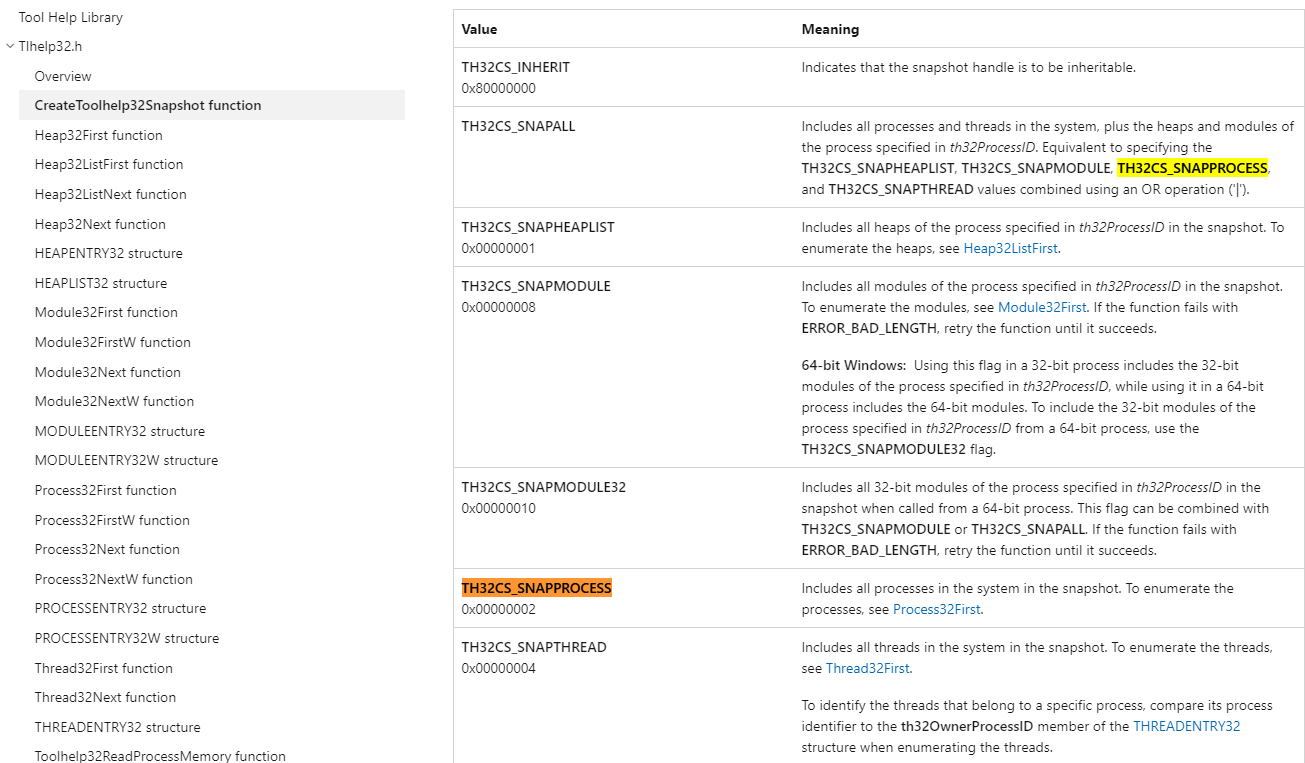 Tool Help Library
Tlhelp32.h
Overview
CreateToolhelp32Snapshot function
Heap32First function
Heap32ListFirst function
Heap32ListNext function
Heap32Next function
HEAPENTRY32 structure
HEAPLIST32 structure
Module32First function
Module32FirstW function
Module32Next function
Module32NextW function
MODULEENTRY32 structure
MODULEENTRY32W structure
Process32First function
Process32FirstW function
Process32Next function
Process32NextW function
PROCESSENTRY32 structure
PROCESSENTRY32W structure
Thread32First function
Thread32Next function
THREADENTRY32 structure
Toolhelp32ReadProcessMemory function
Value Meaning
TH32CS_INHERIT
0x80000000
Indicates that the snapshot handle is to be inheritable.
TH32CS_SNAPALL
Includes all processes and threads in the system, plus the heaps and modules of
the process specified in th32ProcessID. Equivalent to specifying the
TH32CS_SNAPHEAPLIST, TH32CS_SNAPMODULE, TH32CS_SNAPPROCESS,
and TH32CS_SNAPTHREAD values combined using an OR operation ('|').
TH32CS_SNAPHEAPLIST
0x00000001
Includes all heaps of the process specified in th32ProcessID in the snapshot. To
enumerate the heaps, see Heap32ListFirst.
TH32CS_SNAPMODULE
0x00000008
Includes all modules of the process specified in th32ProcessID in the snapshot.
To enumerate the modules, see Module32First. If the function fails with
ERROR_BAD_LENGTH, retry the function until it succeeds.
64-bit Windows: Using this flag in a 32-bit process includes the 32-bit
modules of the process specified in th32ProcessID, while using it in a 64-bit
process includes the 64-bit modules. To include the 32-bit modules of the
process specified in th32ProcessID from a 64-bit process, use the
TH32CS_SNAPMODULE32 flag.
TH32CS_SNAPMODULE32
0x00000010
Includes all 32-bit modules of the process specified in th32ProcessID in the
snapshot when called from a 64-bit process. This flag can be combined with
TH32CS_SNAPMODULE or TH32CS_SNAPALL. If the function fails with
ERROR_BAD_LENGTH, retry the function until it succeeds.
TH32CS_SNAPPROCESS
0x00000002
Includes all processes in the system in the snapshot. To enumerate the
processes, see Process32First.
TH32CS_SNAPTHREAD
0x00000004
Includes all threads in the system in the snapshot. To enumerate the threads,
see Thread32First.
To identify the threads that belong to a specific process, compare its process
identifier to the th32OwnerProcessID member of the THREADENTRY32
structure when enumerating the threads.